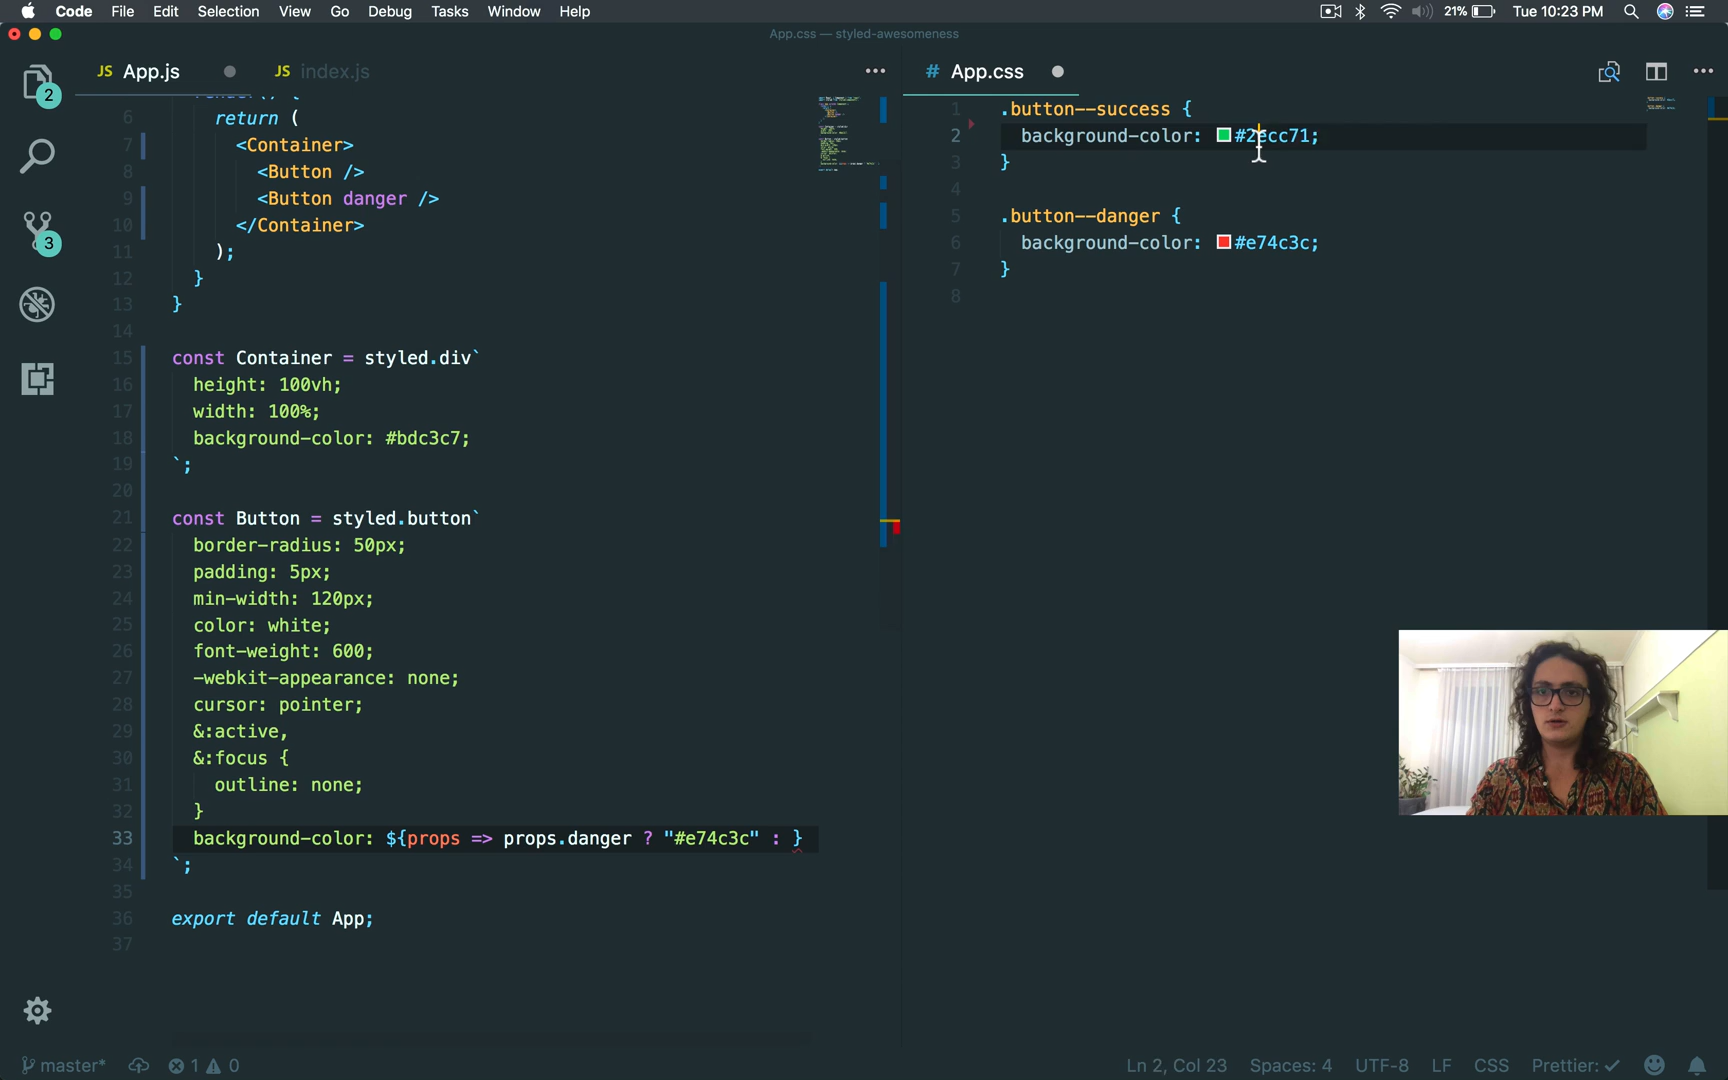 Code File Edit Selection View Go Debug Tasks Window Help 21% Tue 10:23 PM
App.css — styled-awesomeness
JS App.js JS index.js ...
2
3
6 return (
7 <Container>
8 <Button />
9 <Button danger />
10 </Container>
11 );
12 }
13 }
14
15 const Container = styled.div`
16 height: 100vh;
17 width: 100%;
18 background-color: #bdc3c7;
19 `;
20
21 const Button = styled.button`
22 border-radius: 50px;
23 padding: 5px;
24 min-width: 120px;
25 color: white;
26 font-weight: 600;
27 -webkit-appearance: none;
28 cursor: pointer;
29 &:active,
30 &:focus {
31 outline: none;
32 }
33 background-color: ${props => props.danger ? "#e74c3c" : }
34 `;
35
36 export default App;
37
# App.css ...
1 .button--success {
2 background-color: #2ecc71;
3 }
4
5 .button--danger {
6 background-color: #e74c3c;
7 }
8
master* 1 0 Ln 2, Col 23 Spaces: 4 UTF-8 LF CSS Prettier: ✓